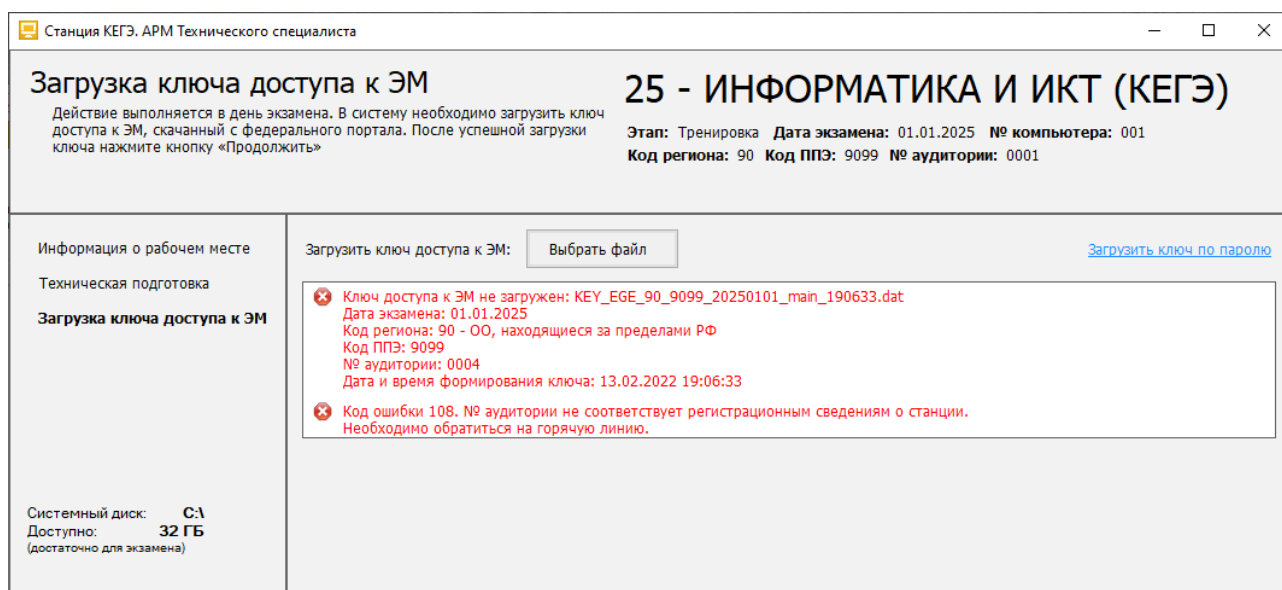 Станция КЕГЭ. АРМ Технического специалиста
Загрузка ключа доступа к ЭМ
Действие выполняется в день экзамена. В систему необходимо загрузить ключ
доступа к ЭМ, скачанный с федерального портала. После успешной загрузки
ключа нажмите кнопку «Продолжить»
25 - ИНФОРМАТИКА И ИКТ (КЕГЭ)
Этап: Тренировка Дата экзамена: 01.01.2025 № компьютера: 001
Код региона: 90 Код ППЭ: 9099 № аудитории: 0001
Информация о рабочем месте
Техническая подготовка
Загрузка ключа доступа к ЭМ
Системный диск: C:\
Доступно: 32 ГБ
(достаточно для экзамена)
Загрузить ключ доступа к ЭМ: Выбрать файл Загрузить ключ по паролю
Ключ доступа к ЭМ не загружен: KEY_EGE_90_9099_20250101_main_190633.dat
Дата экзамена: 01.01.2025
Код региона: 90 - ОО, находящиеся за пределами РФ
Код ППЭ: 9099
№ аудитории: 0004
Дата и время формирования ключа: 13.02.2022 19:06:33
Код ошибки 108. № аудитории не соответствует регистрационным сведениям о станции.
Необходимо обратиться на горячую линию.